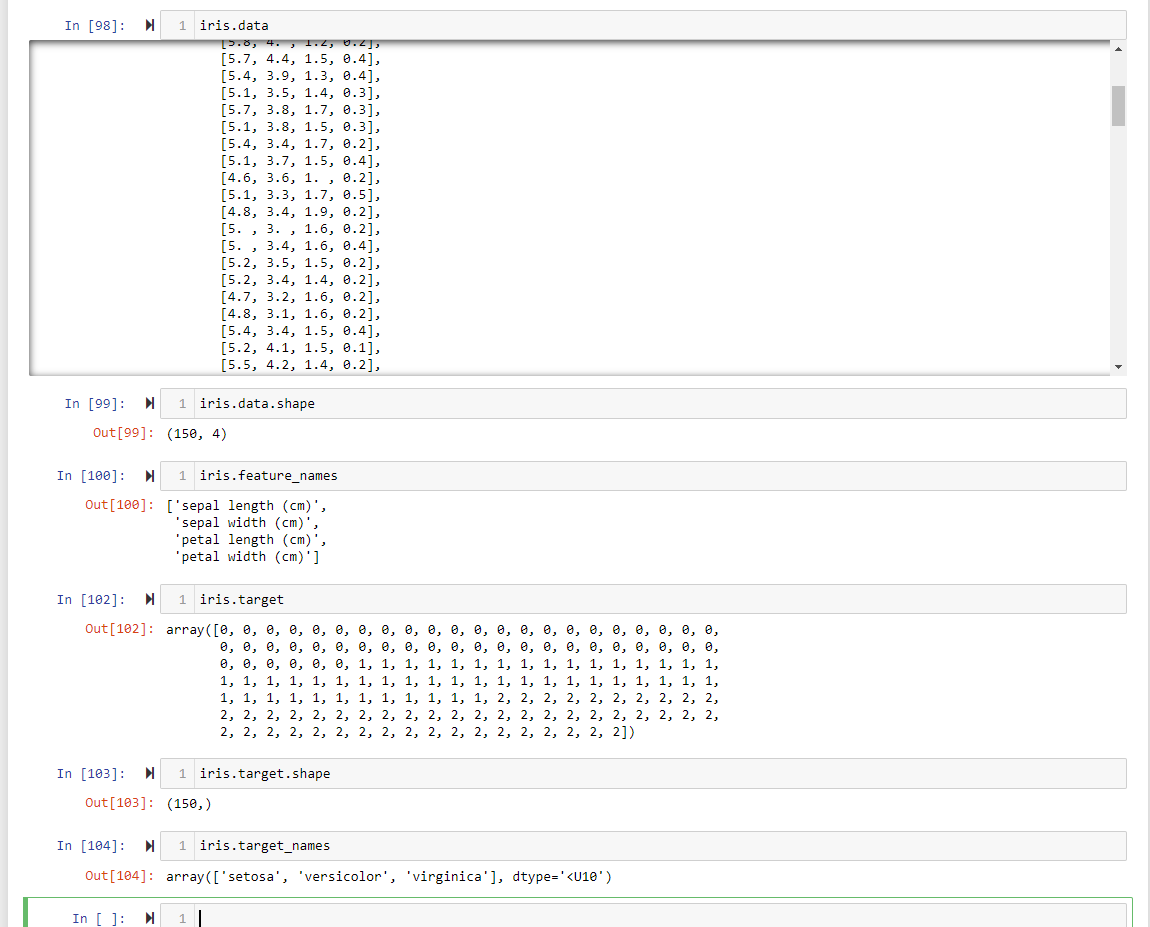 In [98]: 1 iris.data
[5.8, 4. , 1.2, 0.2],
[5.7, 4.4, 1.5, 0.4],
[5.4, 3.9, 1.3, 0.4],
[5.1, 3.5, 1.4, 0.3],
[5.7, 3.8, 1.7, 0.3],
[5.1, 3.8, 1.5, 0.3],
[5.4, 3.4, 1.7, 0.2],
[5.1, 3.7, 1.5, 0.4],
[4.6, 3.6, 1. , 0.2],
[5.1, 3.3, 1.7, 0.5],
[4.8, 3.4, 1.9, 0.2],
[5. , 3. , 1.6, 0.2],
[5. , 3.4, 1.6, 0.4],
[5.2, 3.5, 1.5, 0.2],
[5.2, 3.4, 1.4, 0.2],
[4.7, 3.2, 1.6, 0.2],
[4.8, 3.1, 1.6, 0.2],
[5.4, 3.4, 1.5, 0.4],
[5.2, 4.1, 1.5, 0.1],
[5.5, 4.2, 1.4, 0.2],
In [99]: 1 iris.data.shape
Out[99]: (150, 4)
In [100]: 1 iris.feature_names
Out[100]: ['sepal length (cm)',
'sepal width (cm)',
'petal length (cm)',
'petal width (cm)']
In [102]: 1 iris.target
Out[102]: array([0, 0, 0, 0, 0, 0, 0, 0, 0, 0, 0, 0, 0, 0, 0, 0, 0, 0, 0, 0, 0, 0,
0, 0, 0, 0, 0, 0, 0, 0, 0, 0, 0, 0, 0, 0, 0, 0, 0, 0, 0, 0, 0, 0,
0, 0, 0, 0, 0, 0, 1, 1, 1, 1, 1, 1, 1, 1, 1, 1, 1, 1, 1, 1, 1, 1,
1, 1, 1, 1, 1, 1, 1, 1, 1, 1, 1, 1, 1, 1, 1, 1, 1, 1, 1, 1, 1, 1,
1, 1, 1, 1, 1, 1, 1, 1, 1, 1, 1, 1, 2, 2, 2, 2, 2, 2, 2, 2, 2, 2,
2, 2, 2, 2, 2, 2, 2, 2, 2, 2, 2, 2, 2, 2, 2, 2, 2, 2, 2, 2, 2, 2,
2, 2, 2, 2, 2, 2, 2, 2, 2, 2, 2, 2, 2, 2, 2, 2, 2, 2])
In [103]: 1 iris.target.shape
Out[103]: (150,)
In [104]: 1 iris.target_names
Out[104]: array(['setosa', 'versicolor', 'virginica'], dtype='<U10')
In [ ]: 1